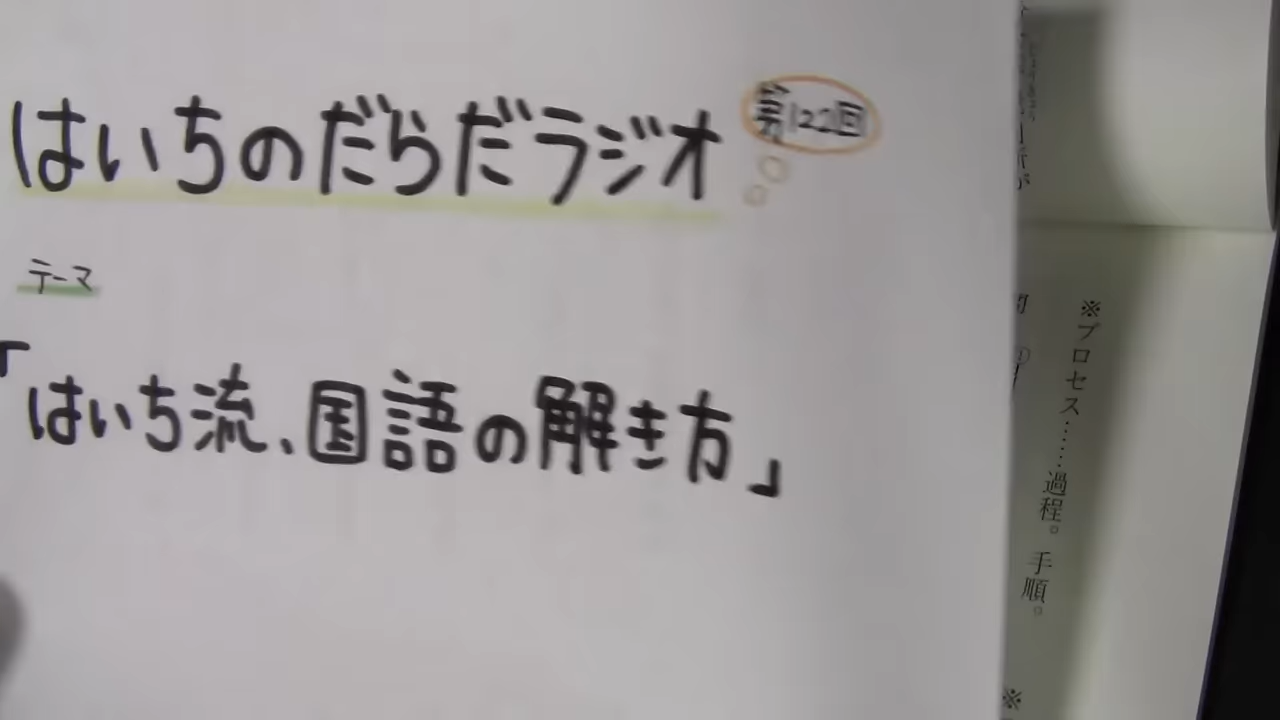 はいちのだらだラジオ
第122回
テーマ
「はいち流、国語の解き方」
※プロセス……過程。手順。
※